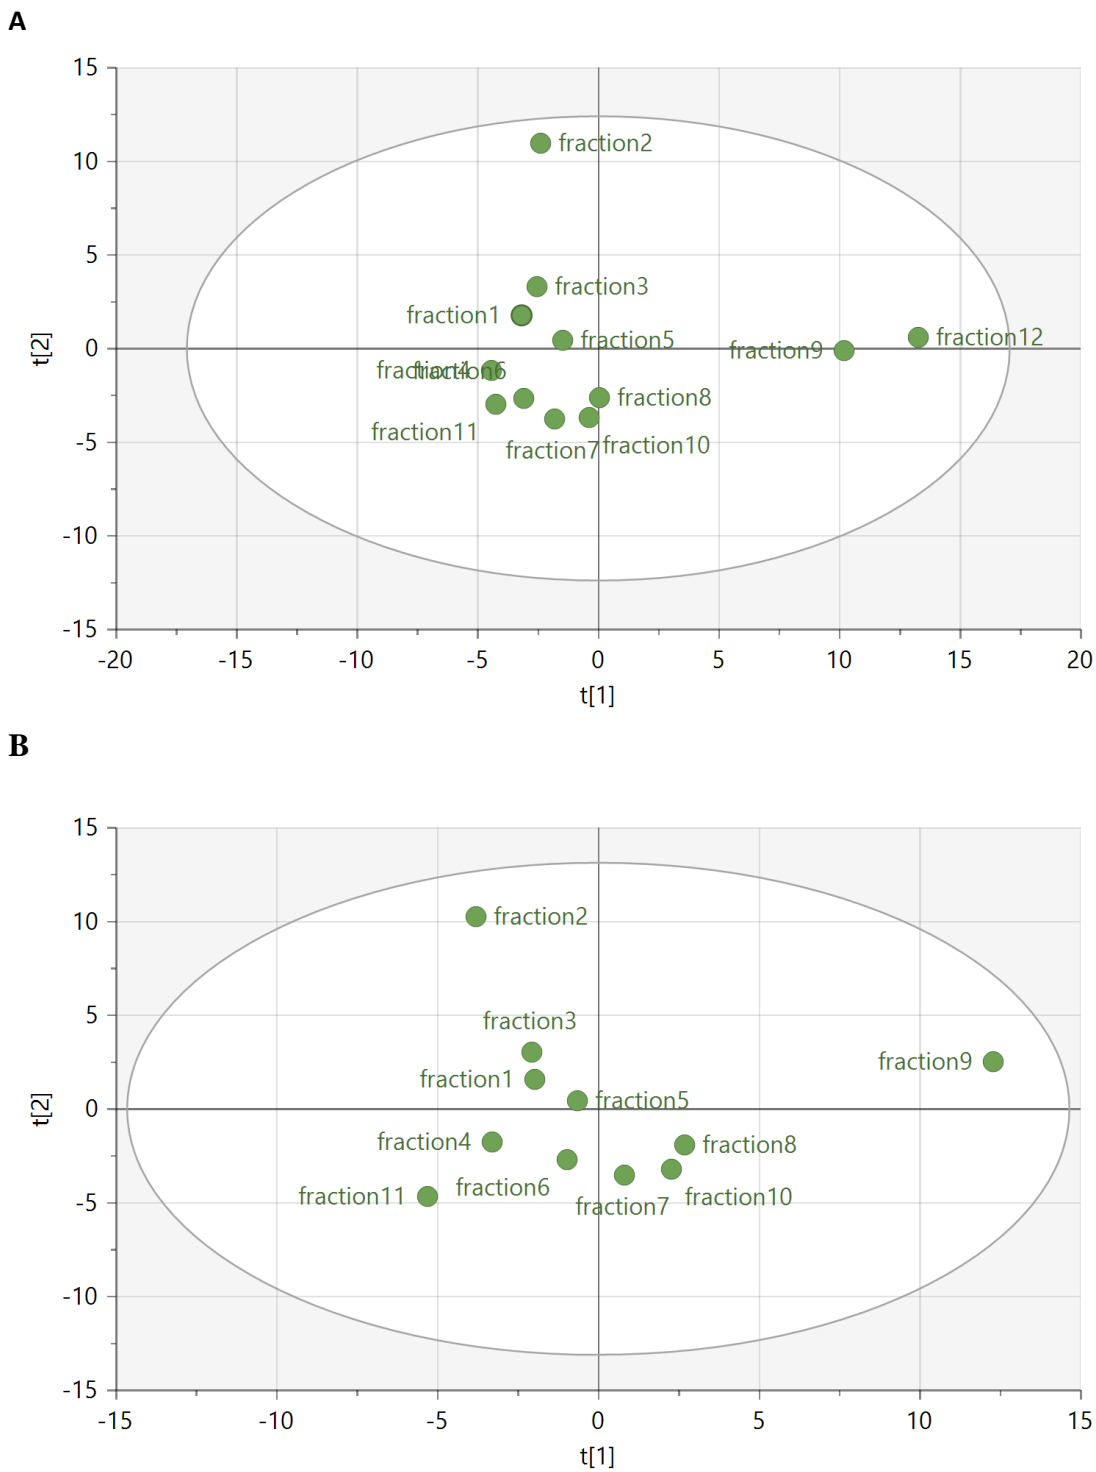 A
15
fraction2
10
5
fraction3
fraction1
fraction5
fraction12
fraction9
0
t[2]
fraction4
fraction6
fraction8
fraction11
fraction7
fraction10
-5
-10
-15
-20 -15 -10 -5 0 5 10 15 20
t[1]
B
15
fraction2
10
5
fraction3
fraction9
fraction1
fraction5
0
t[2]
fraction4
fraction8
fraction6
fraction11
fraction10
fraction7
-5
-10
-15
-15 -10 -5 0 5 10 15
t[1]